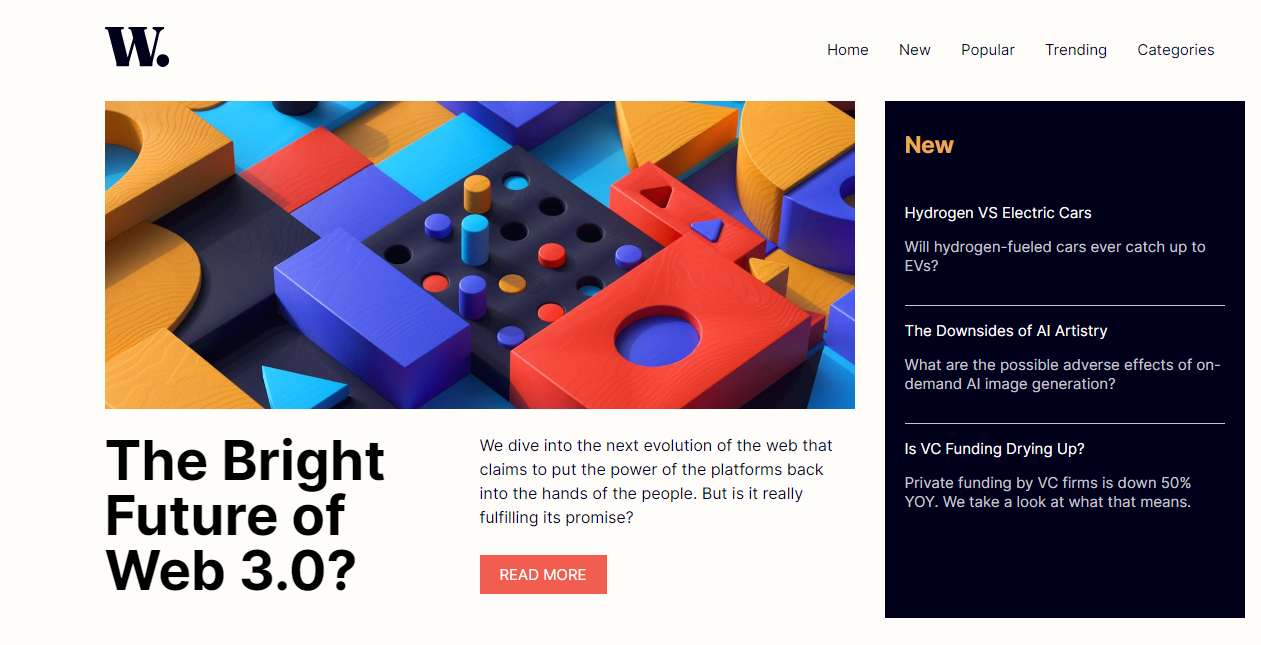 W.
Home New Popular Trending Categories
The Bright
Future of
Web 3.0?
We dive into the next evolution of the web that
claims to put the power of the platforms back
into the hands of the people. But is it really
fulfilling its promise?
READ MORE
New
Hydrogen VS Electric Cars
Will hydrogen-fueled cars ever catch up to
EVs?
The Downsides of AI Artistry
What are the possible adverse effects of on-
demand AI image generation?
Is VC Funding Drying Up?
Private funding by VC firms is down 50%
YOY. We take a look at what that means.